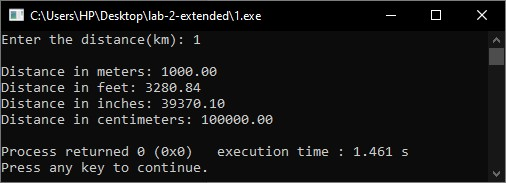 C:\Users\HP\Desktop\lab-2-extended\1.exe
Enter the distance(km): 1
Distance in meters: 1000.00
Distance in feet: 3280.84
Distance in inches: 39370.10
Distance in centimeters: 100000.00
Process returned 0 (0x0)   execution time : 1.461 s
Press any key to continue.